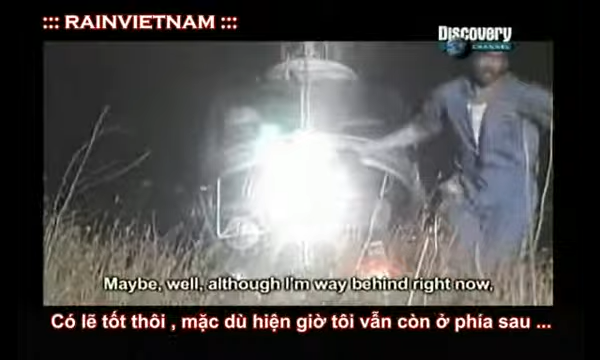 ::: RAINVIETNAM :::
Discovery
CHANNEL
Maybe, well, although I'm way behind right now,
Có lẽ tốt thôi , mặc dù hiện giờ tôi vẫn còn ở phía sau ...